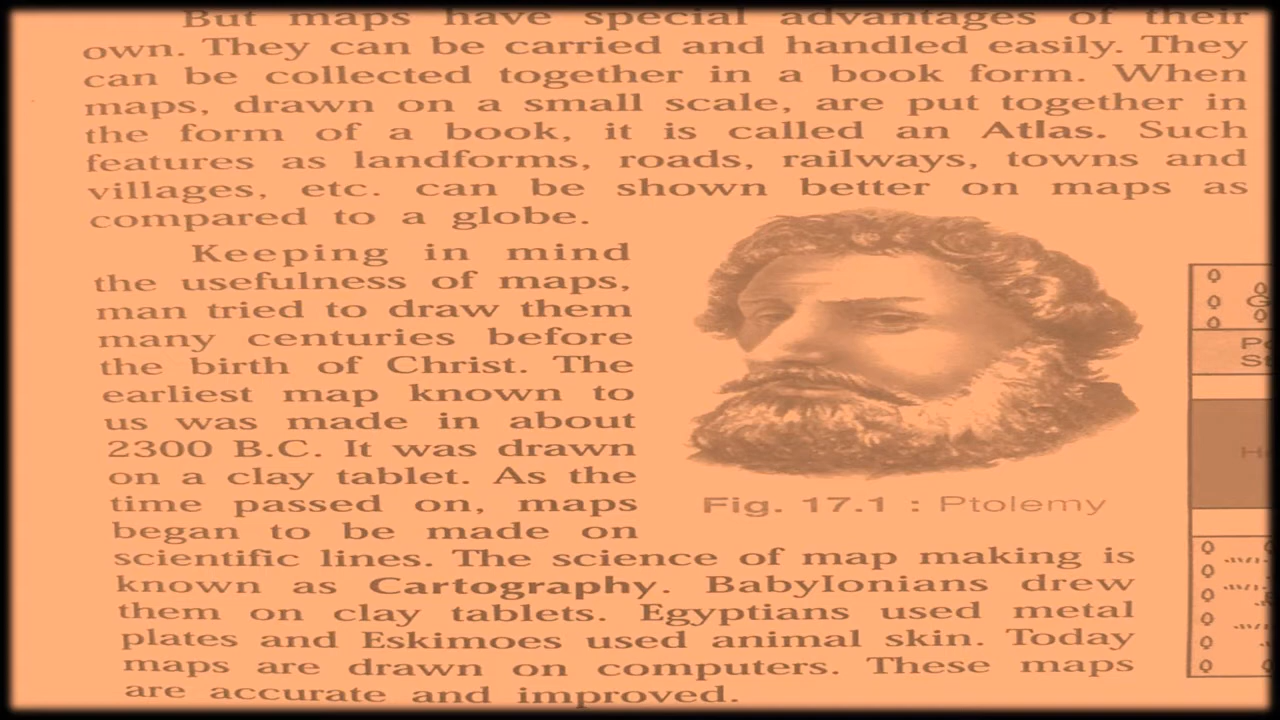 But maps have special advantages of their
own. They can be carried and handled easily. They
can be collected together in a book form. When
maps, drawn on a small scale, are put together in
the form of a book, it is called an Atlas. Such
features as landforms, roads, railways, towns and
villages, etc. can be shown better on maps as
compared to a globe.
Keeping in mind
the usefulness of maps,
man tried to draw them
many centuries before
the birth of Christ. The
earliest map known to
us was made in about
2300 B.C. It was drawn
on a clay tablet. As the
time passed on, maps
began to be made on
scientific lines. The science of map making is
known as Cartography. BabyIonians drew
them on clay tablets. Egyptians used metal
plates and Eskimoes used animal skin. Today
maps are drawn on computers. These maps
are accurate and improved.
Fig. 17.1 : Ptolemy